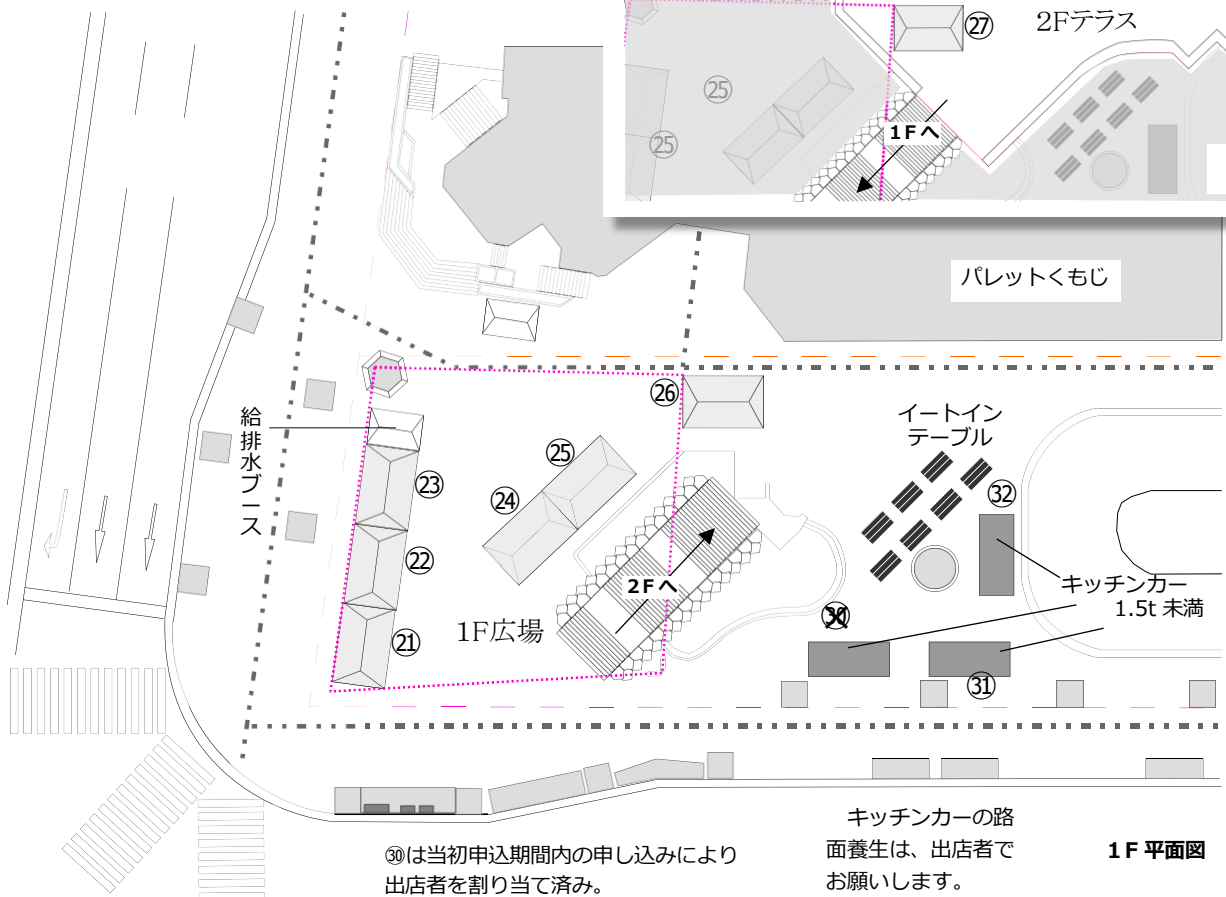 ㉗
2Fテラス
㉕
㉕
1Fへ
パレットくもじ
㉖
給排水ブース
イートイン
テーブル
㉕
㉓
㉔
㉜
㉒
キッチンカー
1.5t 未満
2Fへ
㉚
1F広場
㉑
㉛
キッチンカーの路
面養生は、出店者で
お願いします。
1F 平面図
㉚は当初申込期間内の申し込みにより
出店者を割り当て済み。